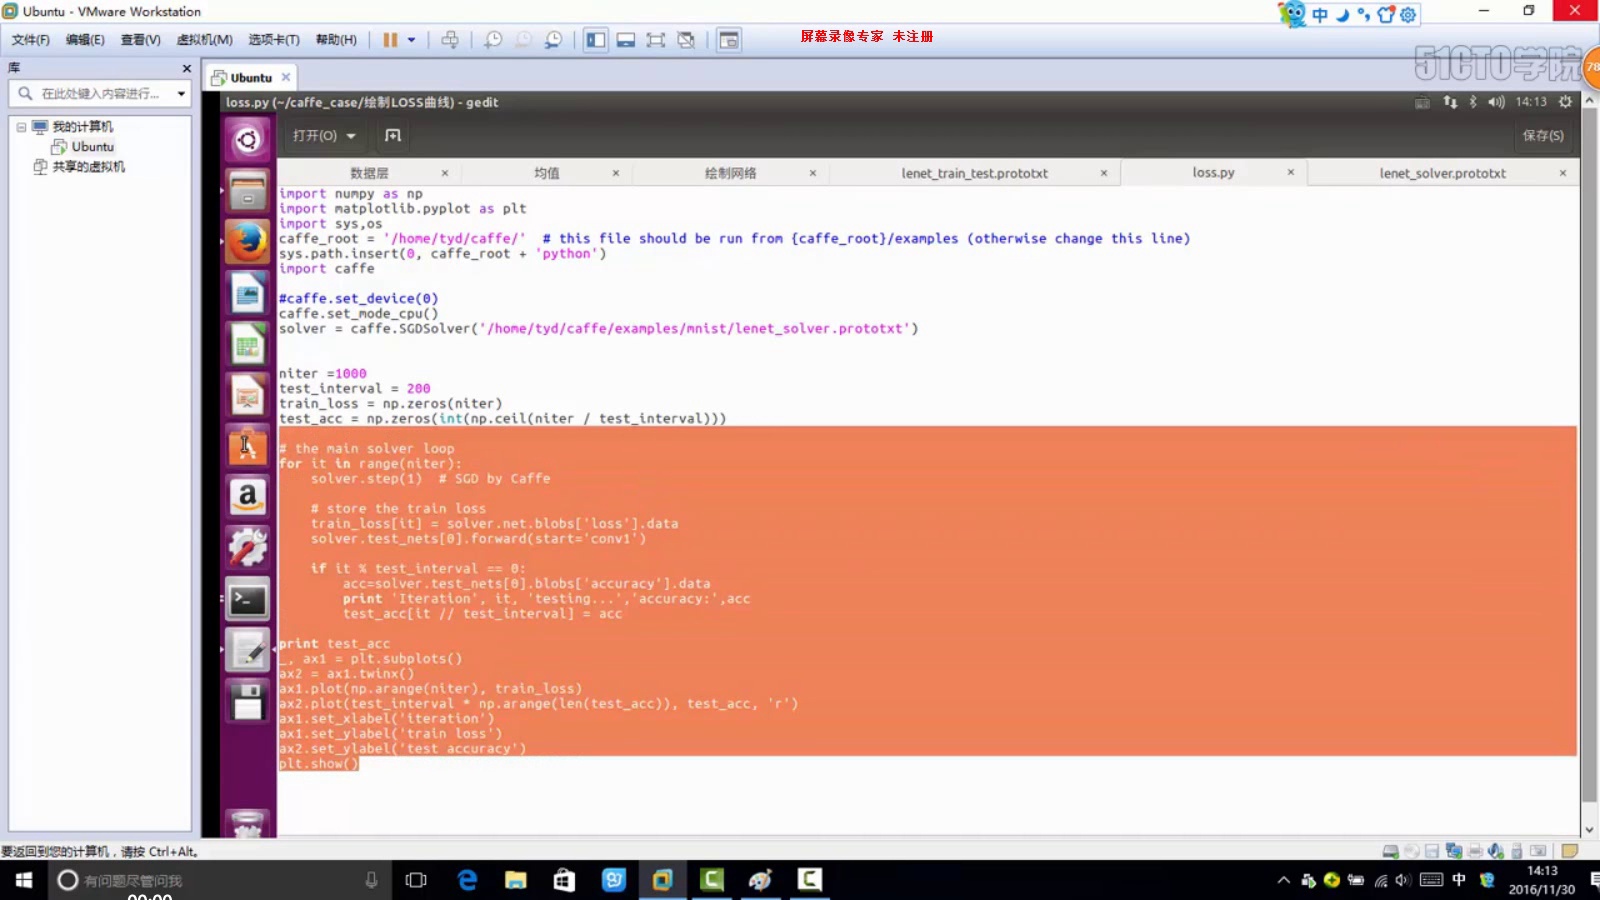 Ubuntu - VMware Workstation
文件(F) 编辑(E) 查看(V) 虚拟机(M) 选项卡(T) 帮助(H)
屏幕录像专家 未注册
中
51CTO学院
78
库
在此处键入内容进行...
我的计算机
Ubuntu
共享的虚拟机
Ubuntu
loss.py (~/caffe_case/绘制LOSS曲线) - gedit
14:13
打开(O)
保存(S)
数据层 均值 绘制网络 lenet_train_test.prototxt loss.py lenet_solver.prototxt
import numpy as np
import matplotlib.pyplot as plt
import sys,os
caffe_root = '/home/tyd/caffe/'  # this file should be run from {caffe_root}/examples (otherwise change this line)
sys.path.insert(0, caffe_root + 'python')
import caffe
#caffe.set_device(0)
caffe.set_mode_cpu()
solver = caffe.SGDSolver('/home/tyd/caffe/examples/mnist/lenet_solver.prototxt')
niter =1000
test_interval = 200
train_loss = np.zeros(niter)
test_acc = np.zeros(int(np.ceil(niter / test_interval)))
# the main solver loop
for it in range(niter):
solver.step(1)  # SGD by Caffe
# store the train loss
train_loss[it] = solver.net.blobs['loss'].data
solver.test_nets[0].forward(start='conv1')
if it % test_interval == 0:
acc=solver.test_nets[0].blobs['accuracy'].data
print 'Iteration', it, 'testing...','accuracy:',acc
test_acc[it // test_interval] = acc
print test_acc
_, ax1 = plt.subplots()
ax2 = ax1.twinx()
ax1.plot(np.arange(niter), train_loss)
ax2.plot(test_interval * np.arange(len(test_acc)), test_acc, 'r')
ax1.set_xlabel('iteration')
ax1.set_ylabel('train loss')
ax2.set_ylabel('test accuracy')
plt.show()
要返回到您的计算机，请按 Ctrl+Alt。
有问题尽管问我
中
14:13
2016/11/30
00:00